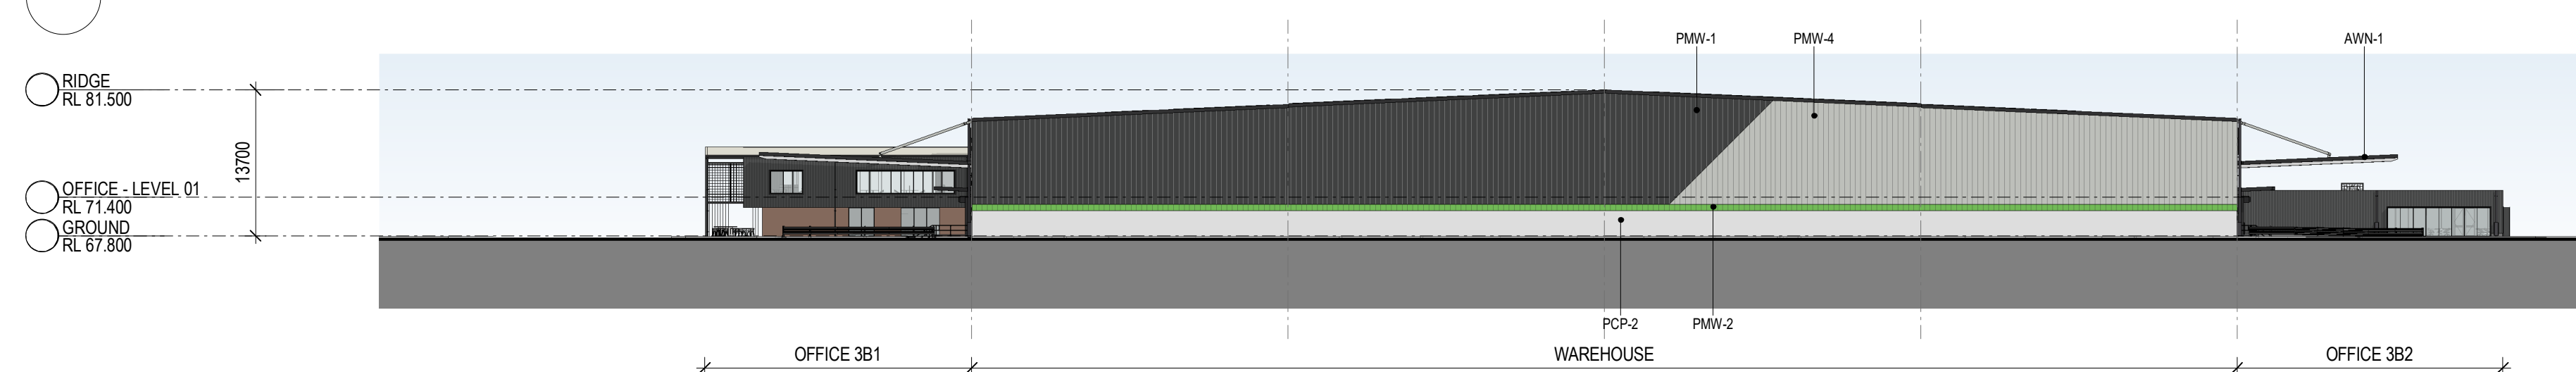 PMW-1
PMW-4
AWN-1
RIDGE
RL 81.500
13700
OFFICE - LEVEL 01
RL 71.400
GROUND
RL 67.800
PCP-2
PMW-2
OFFICE 3B1
WAREHOUSE
OFFICE 3B2